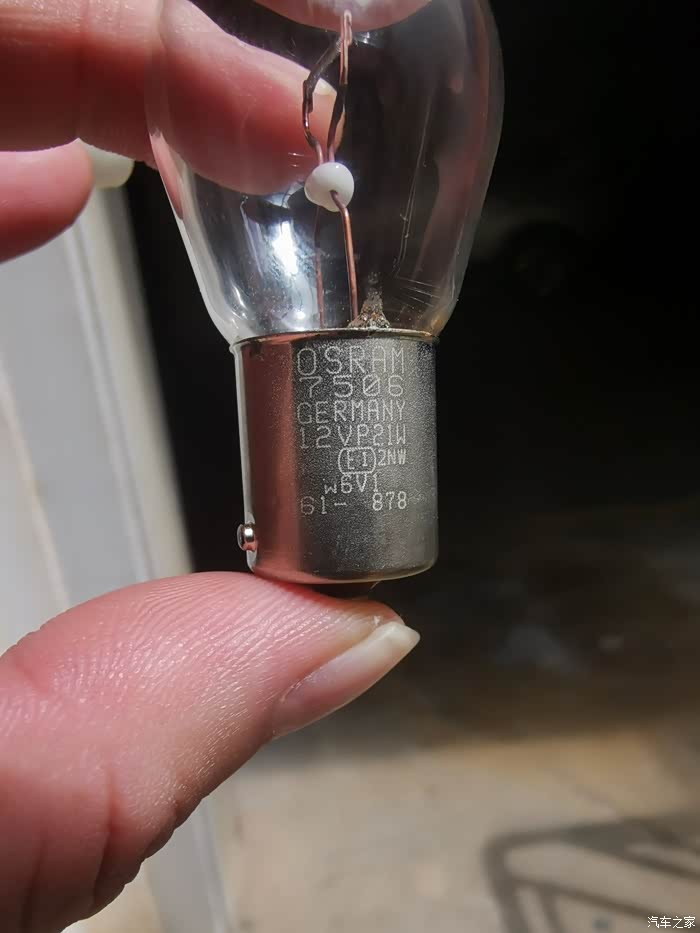 OSRAM
7506
GERMANY
12VP21W
E1 2NW
w6V1
61- 878
汽车之家